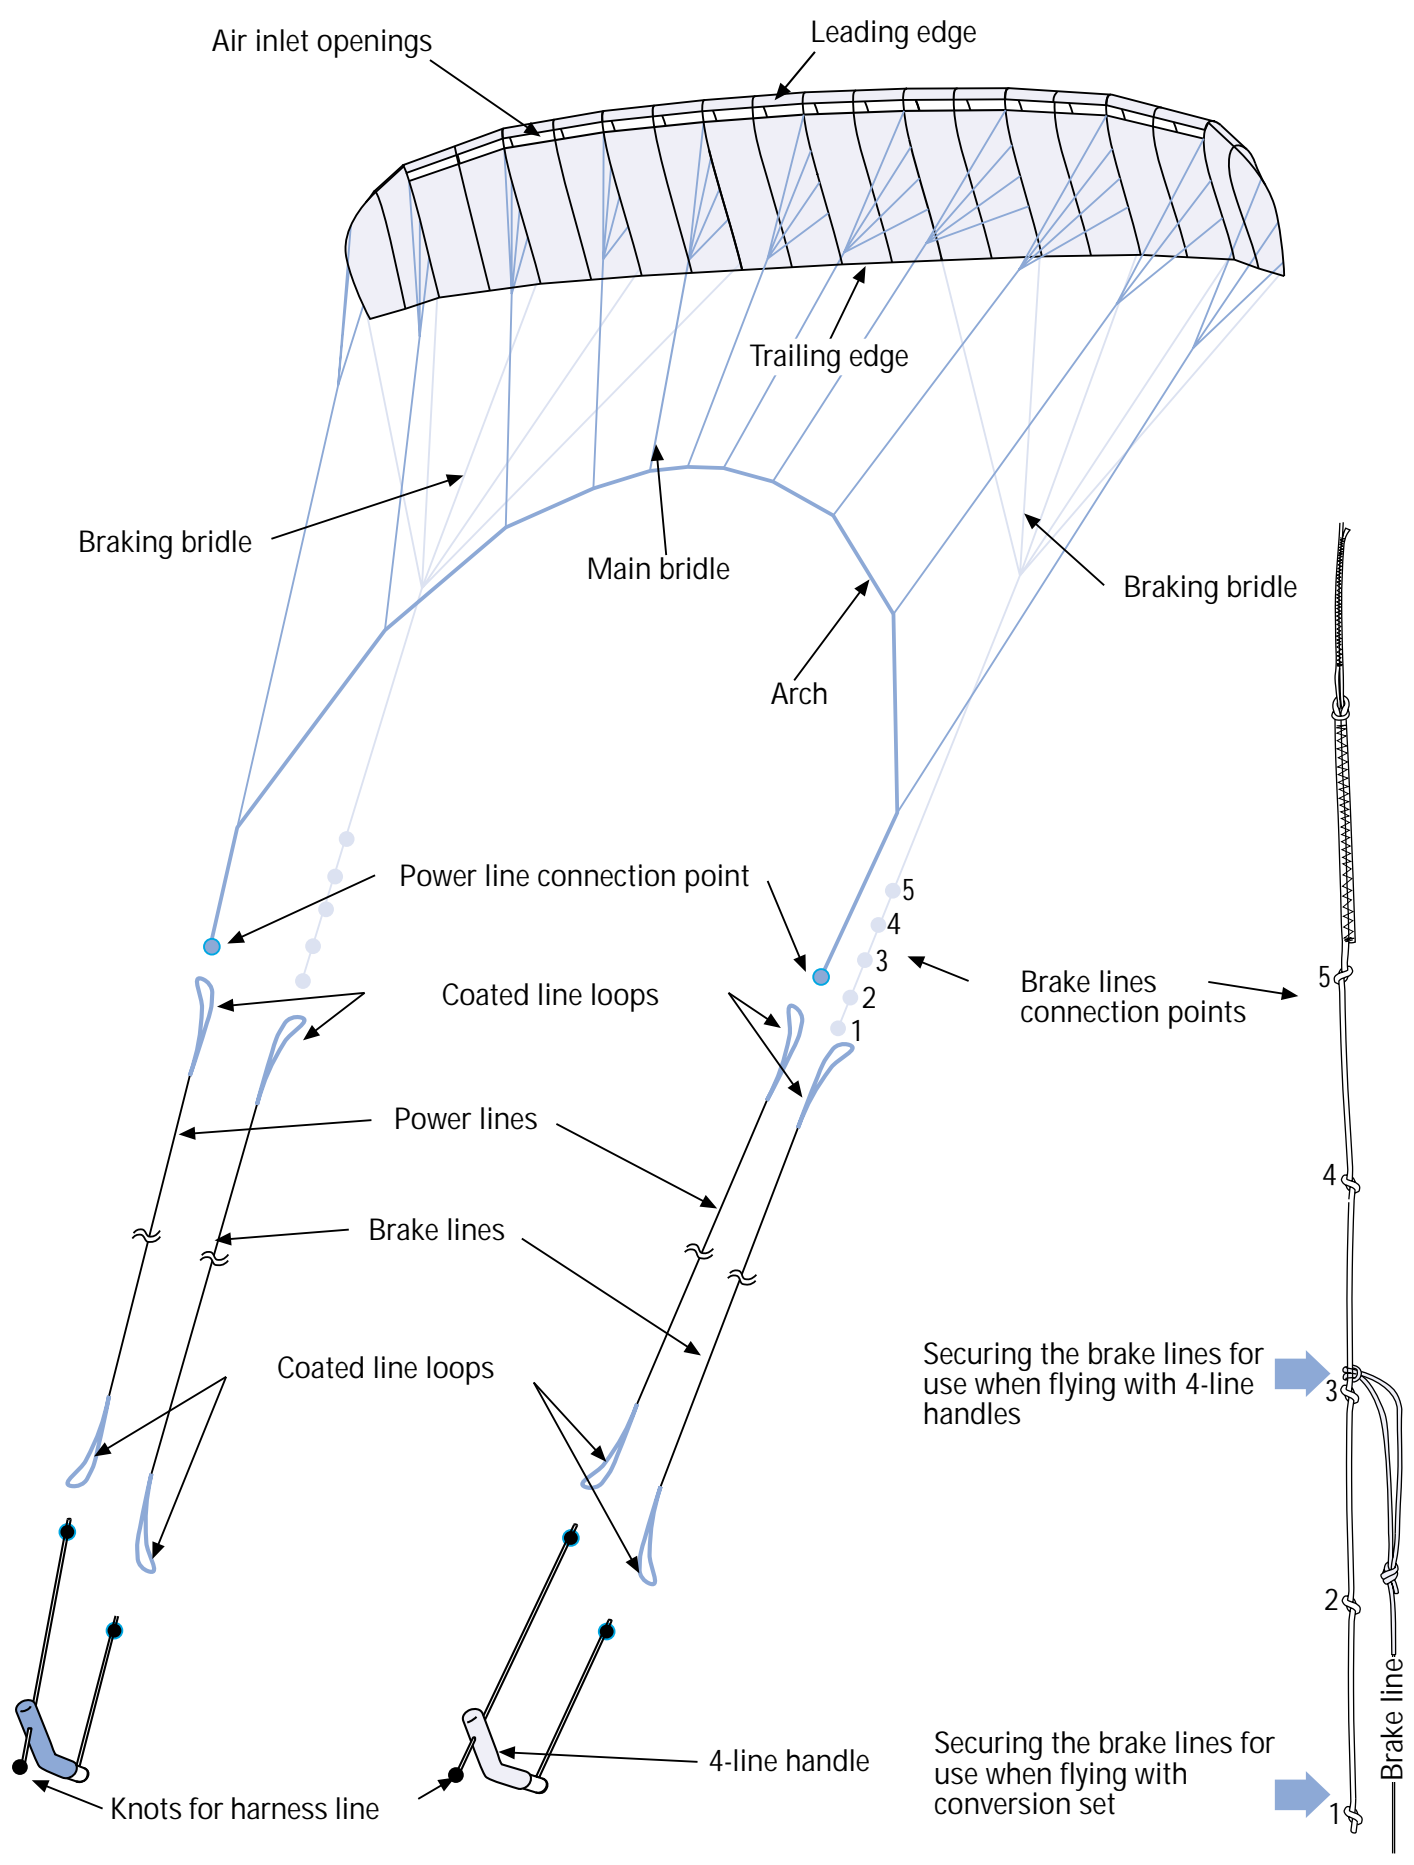 Leading edge
Air inlet openings
Trailing edge
Braking bridle
Main bridle
Braking bridle
Arch
Power line connection point
5
4
3
2
1
Brake lines
connection points
5
Coated line loops
Power lines
4
Brake lines
Coated line loops
Securing the brake lines for
use when flying with 4-line
handles
3
2
Brake line
4-line handle
Knots for harness line
Securing the brake lines for
use when flying with
conversion set
1